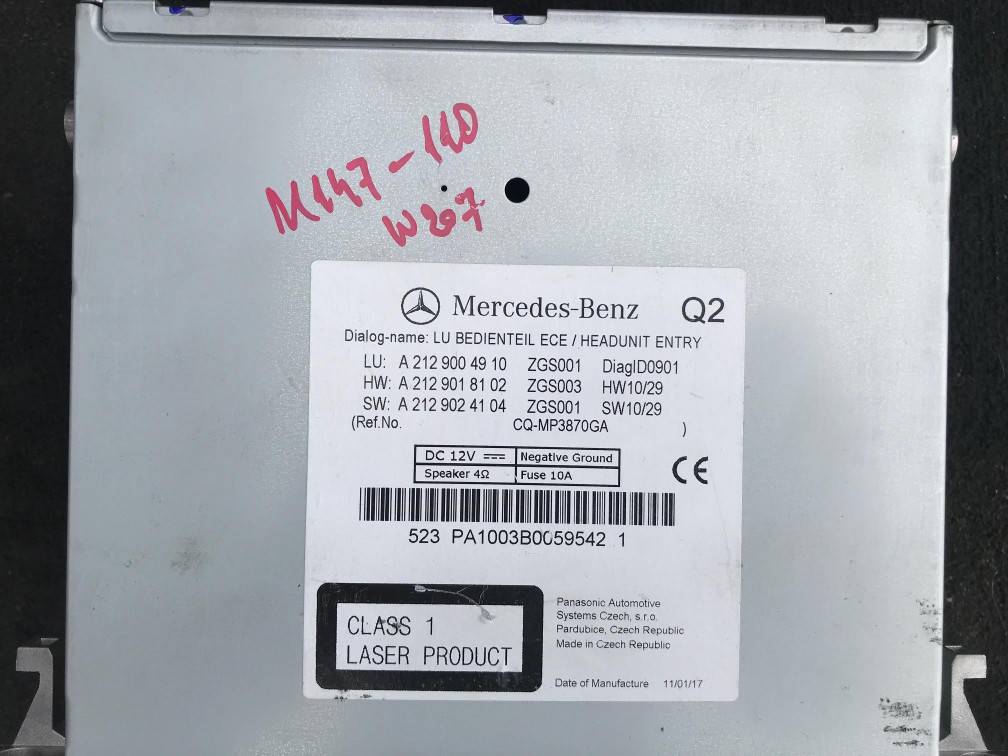 M147-110
W207
Mercedes-Benz Q2
Dialog-name: LU BEDIENTEIL ECE / HEADUNIT ENTRY
LU: A 212 900 49 10 ZGS001 DiagID0901
HW: A 212 901 81 02 ZGS003 HW10/29
SW: A 212 902 41 04 ZGS001 SW10/29
(Ref.No. CQ-MP3870GA )
DC 12V Negative Ground
Speaker 4Ω Fuse 10A
CE
523 PA1003B0059542 1
CLASS 1
LASER PRODUCT
Panasonic Automotive
Systems Czech, s.r.o.
Pardubice, Czech Republic
Made in Czech Republic
Date of Manufacture 11/01/17